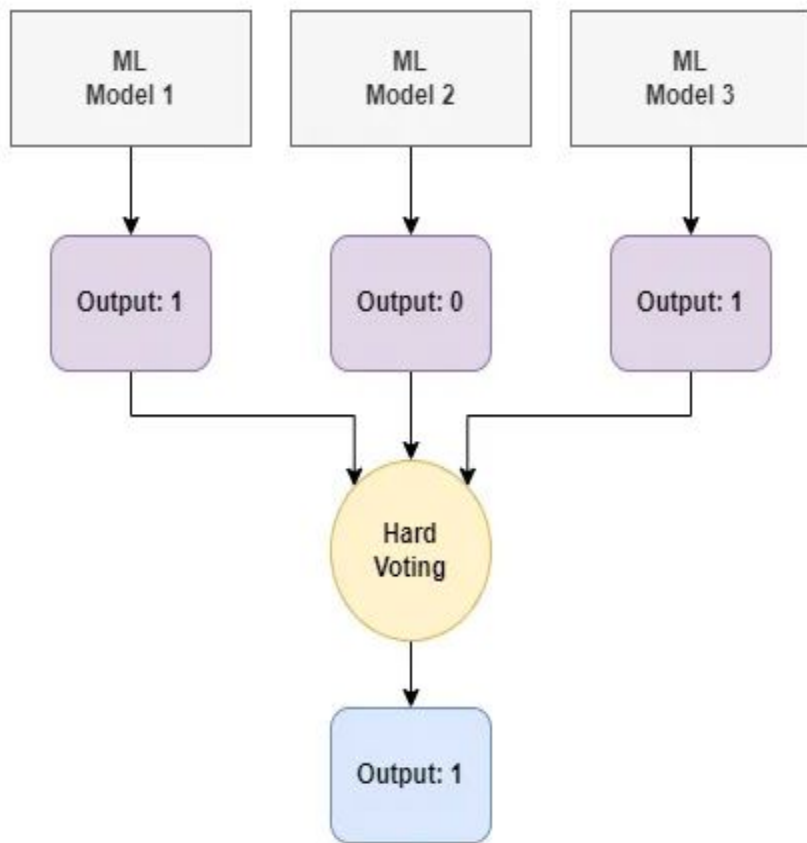 ML
Model 1
ML
Model 2
ML
Model 3
Output: 1
Output: 0
Output: 1
Hard
Voting
Output: 1